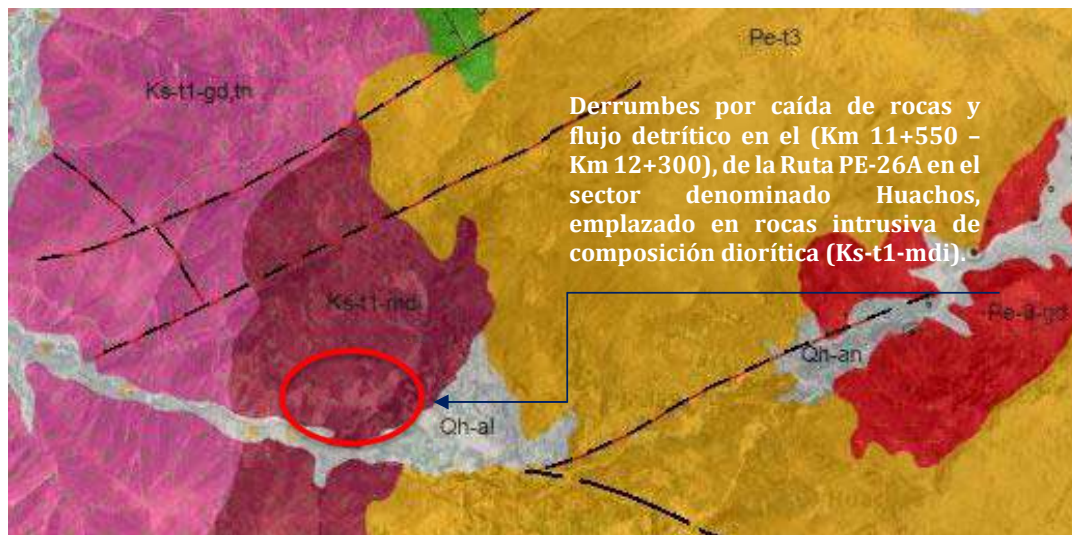 Pe-t3
Ks-t1-gd,tn
Derrumbes por caída de rocas y
flujo detrítico en el (Km 11+550 –
Km 12+300), de la Ruta PE-26A en el
sector denominado Huachos,
emplazado en rocas intrusiva de
composición diorítica (Ks-t1-mdi).
Ks-t1-mdi
Qh-an
Qh-al